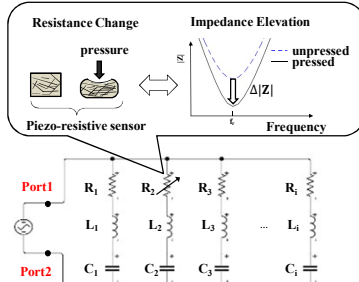 Resistance Change
Impedance Elevation
pressure
Piezo-resistive sensor
|Z|
unpressed
pressed
Δ|Z|
Frequency
Port1
Port2
R1 R2 R3 Ri
L1 L2 L3 ... Li
C1 C2 C3 Ci